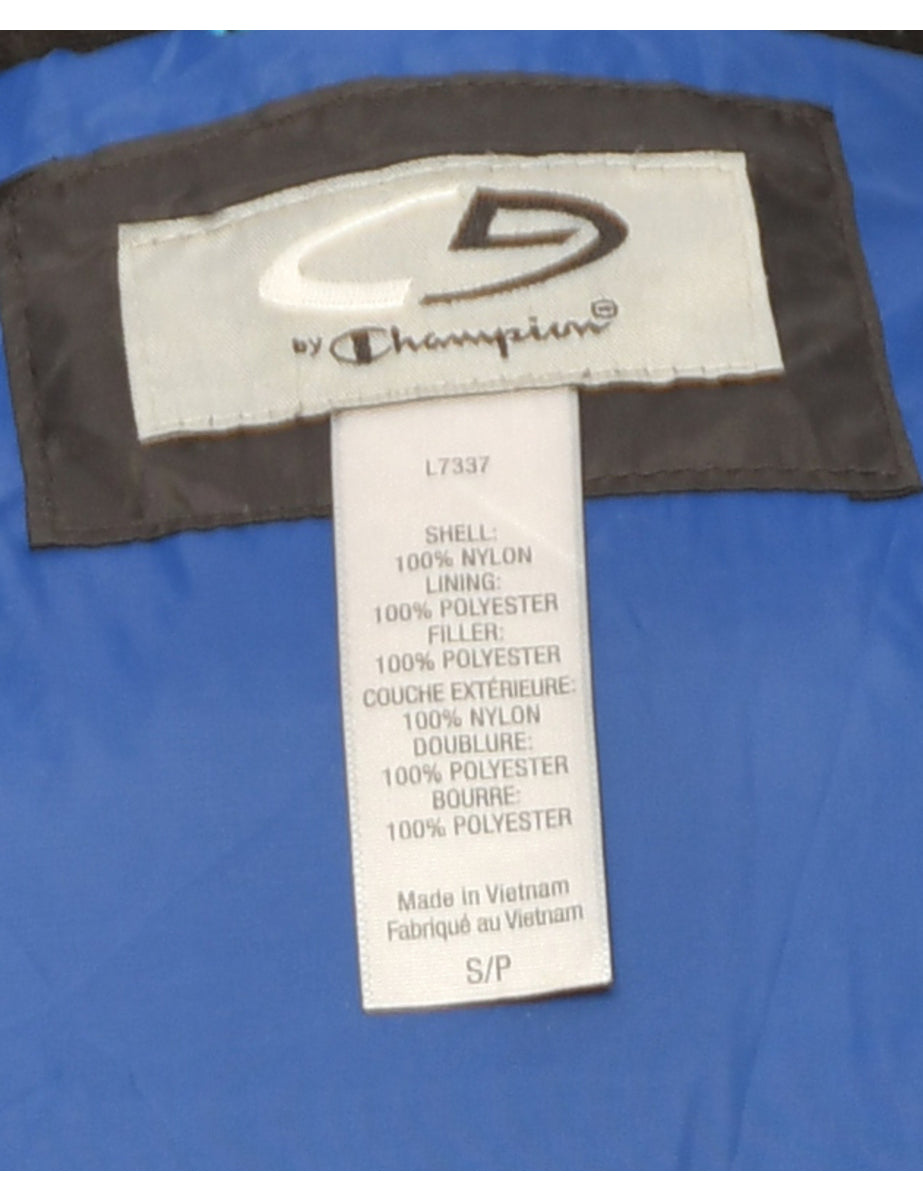 by Champion®
L7337
SHELL:
100% NYLON
LINING:
100% POLYESTER
FILLER:
100% POLYESTER
COUCHE EXTÉRIEURE:
100% NYLON
DOUBLURE:
100% POLYESTER
BOURRE:
100% POLYESTER
Made in Vietnam
Fabriqué au Vietnam
S/P